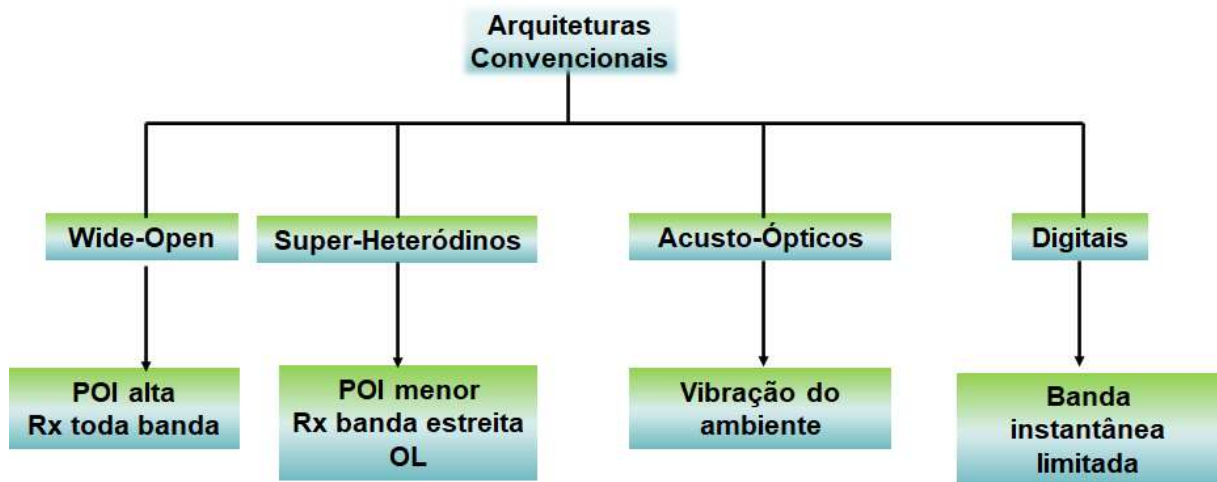 Arquiteturas
Convencionais
Wide-Open
Super-Heteródinos
Acusto-Ópticos
Digitais
POI alta
Rx toda banda
POI menor
Rx banda estreita
OL
Vibração do
ambiente
Banda
instantânea
limitada